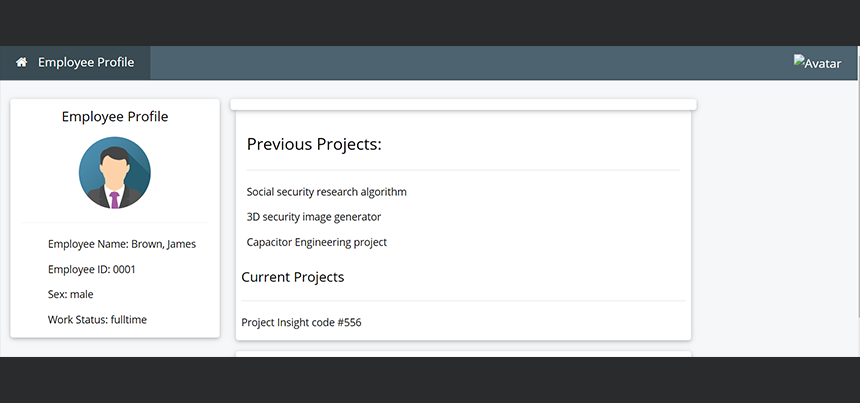 Employee Profile
Avatar
Employee Profile
Employee Name: Brown, James
Employee ID: 0001
Sex: male
Work Status: fulltime
Previous Projects:
Social security research algorithm
3D security image generator
Capacitor Engineering project
Current Projects
Project Insight code #556